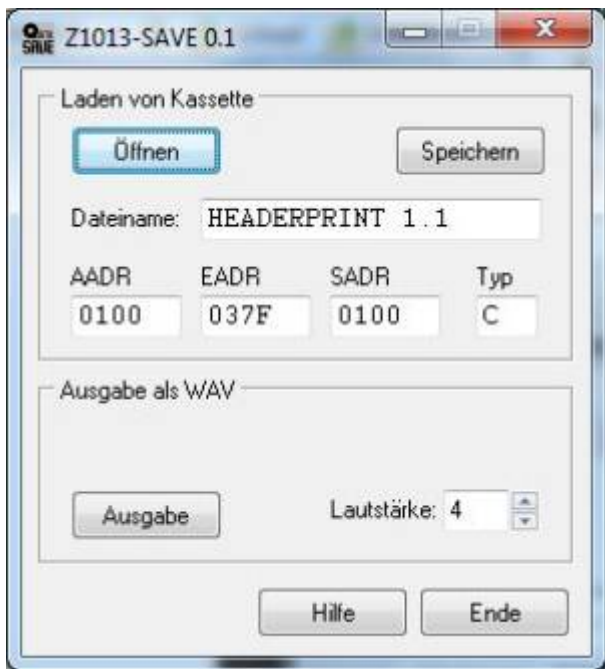 Z1013-SAVE 0.1
Laden von Kassette
Öffnen Speichern
Dateiname: HEADERPRINT 1.1
AADR EADR SADR Typ
0100 037F 0100 C
Ausgabe als WAV
Ausgabe Lautstärke: 4
Hilfe Ende